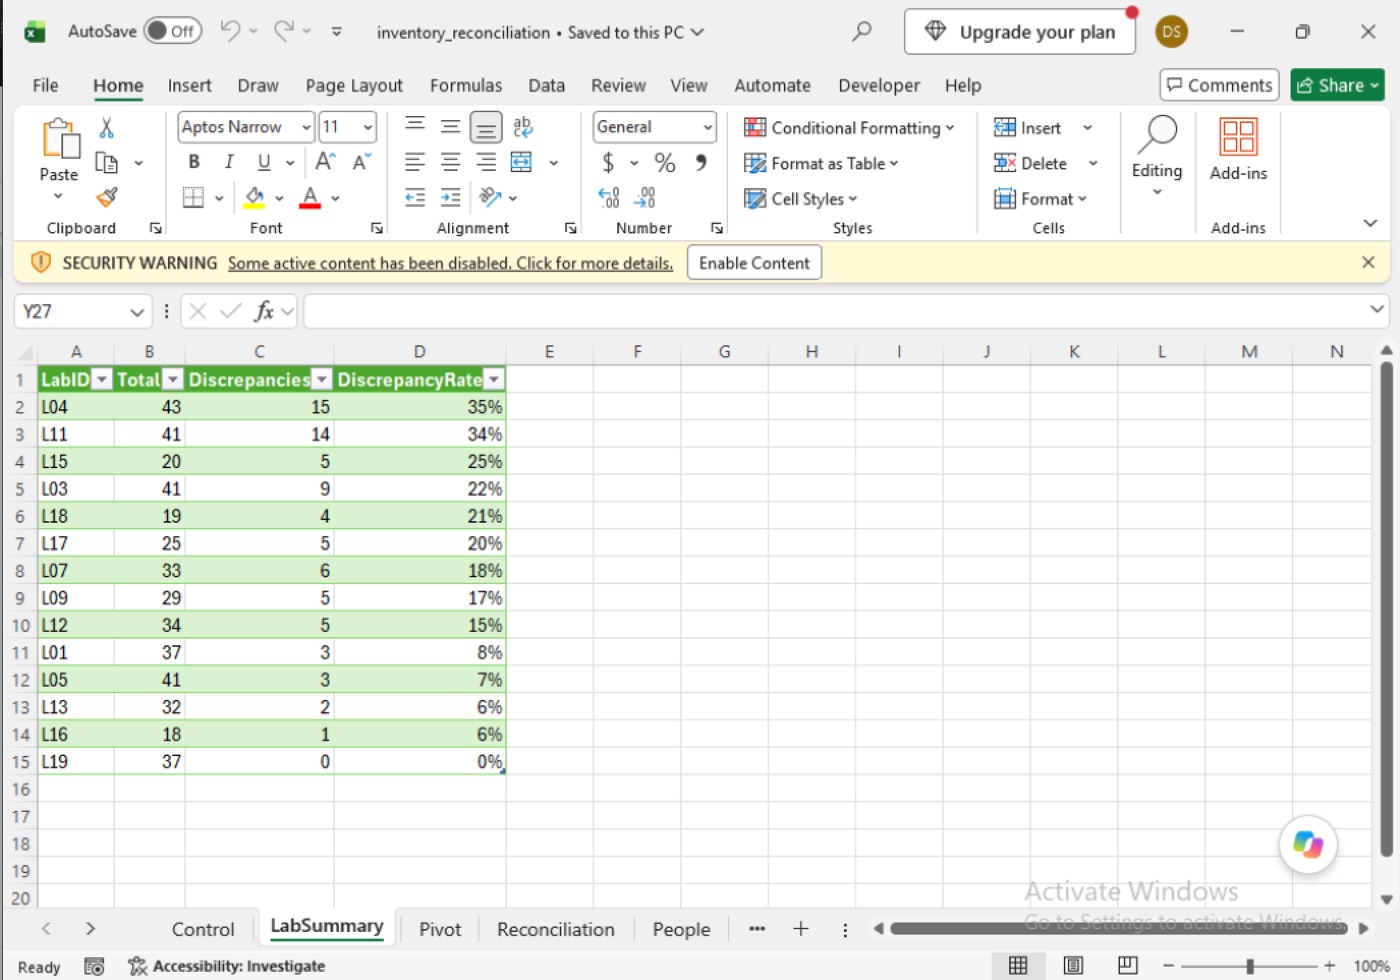 AutoSave Off inventory_reconciliation • Saved to this PC Upgrade your plan DS
File Home Insert Draw Page Layout Formulas Data Review View Automate Developer Help Comments Share
Paste Aptos Narrow 11 ab General Conditional Formatting Insert Editing Add-ins
B I U A A $ % Format as Table Delete
A Cell Styles Format
Clipboard Font Alignment Number Styles Cells Add-ins
SECURITY WARNING Some active content has been disabled. Click for more details. Enable Content
Y27 fx
A B C D E F G H I J K L M N
1 LabID Total Discrepancies DiscrepancyRate
2 L04 43 15 35%
3 L11 41 14 34%
4 L15 20 5 25%
5 L03 41 9 22%
6 L18 19 4 21%
7 L17 25 5 20%
8 L07 33 6 18%
9 L09 29 5 17%
10 L12 34 5 15%
11 L01 37 3 8%
12 L05 41 3 7%
13 L13 32 2 6%
14 L16 18 1 6%
15 L19 37 0 0%
16
17
18
19
20
Activate Windows
Go to Settings to activate Windows.
Control LabSummary Pivot Reconciliation People
Ready Accessibility: Investigate 100%